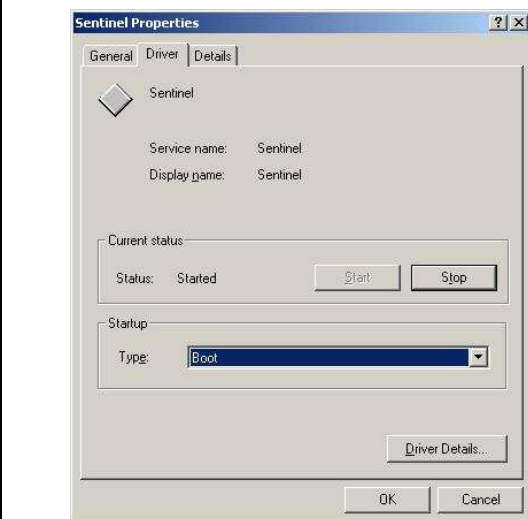 Sentinel Properties
General Driver Details
Sentinel
Service name: Sentinel
Display name: Sentinel
Current status
Status: Started Start Stop
Startup
Type: Boot
Driver Details...
OK Cancel